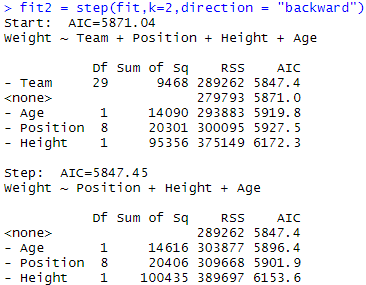 > fit2 = step(fit,k=2,direction = "backward")
Start:  AIC=5871.04
Weight ~ Team + Position + Height + Age

           Df Sum of Sq    RSS    AIC
- Team     29      9468 289262 5847.4
<none>                  279793 5871.0
- Age       1     14090 293883 5919.8
- Position  8     20301 300095 5927.5
- Height    1     95356 375149 6172.3

Step:  AIC=5847.45
Weight ~ Position + Height + Age

           Df Sum of Sq    RSS    AIC
<none>                  289262 5847.4
- Age       1     14616 303877 5896.4
- Position  8     20406 309668 5901.9
- Height    1    100435 389697 6153.6